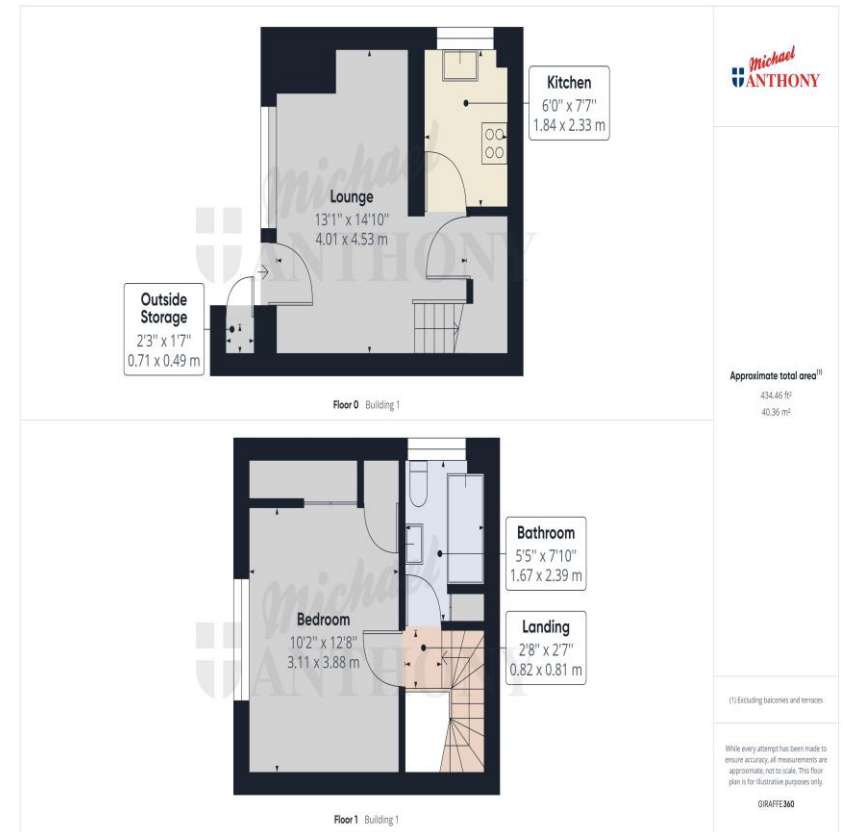 Michael
ANTHONY
Kitchen
6'0" x 7'7"
1.84 x 2.33 m
Lounge
13'1" x 14'10"
4.01 x 4.53 m
Outside
Storage
2'3" x 1'7"
0.71 x 0.49 m
Floor 0 Building 1
Michael
ANTHONY
Approximate total area(1)
434.46 ft²
40.36 m²
Bathroom
5'5" x 7'10"
1.67 x 2.39 m
Bedroom
10'2" x 12'8"
3.11 x 3.88 m
Landing
2'8" x 2'7"
0.82 x 0.81 m
Michael
ANTHONY
Floor 1 Building 1
(1) Excluding balconies and terraces
While every attempt has been made to
ensure accuracy, all measurements are
approximate, not to scale. This floor
plan is for illustrative purposes only.
GIRAFFE360